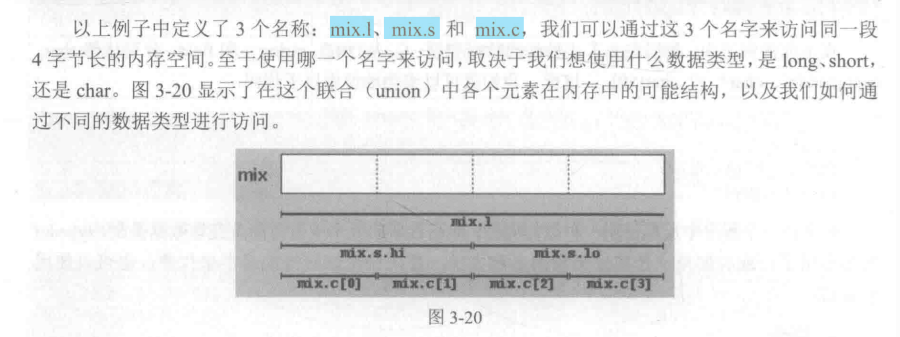 以上例子中定义了 3 个名称：mix.l、mix.s 和 mix.c，我们可以通过这 3 个名字来访问同一段
4 字节长的内存空间。至于使用哪一个名字来访问，取决于我们想使用什么数据类型，是 long、short，
还是 char。图 3-20 显示了在这个联合（union）中各个元素在内存中的可能结构，以及我们如何通
过不同的数据类型进行访问。
mix
mix.l
mix.s.hi mix.s.lo
mix.c[0] mix.c[1] mix.c[2] mix.c[3]
图 3-20